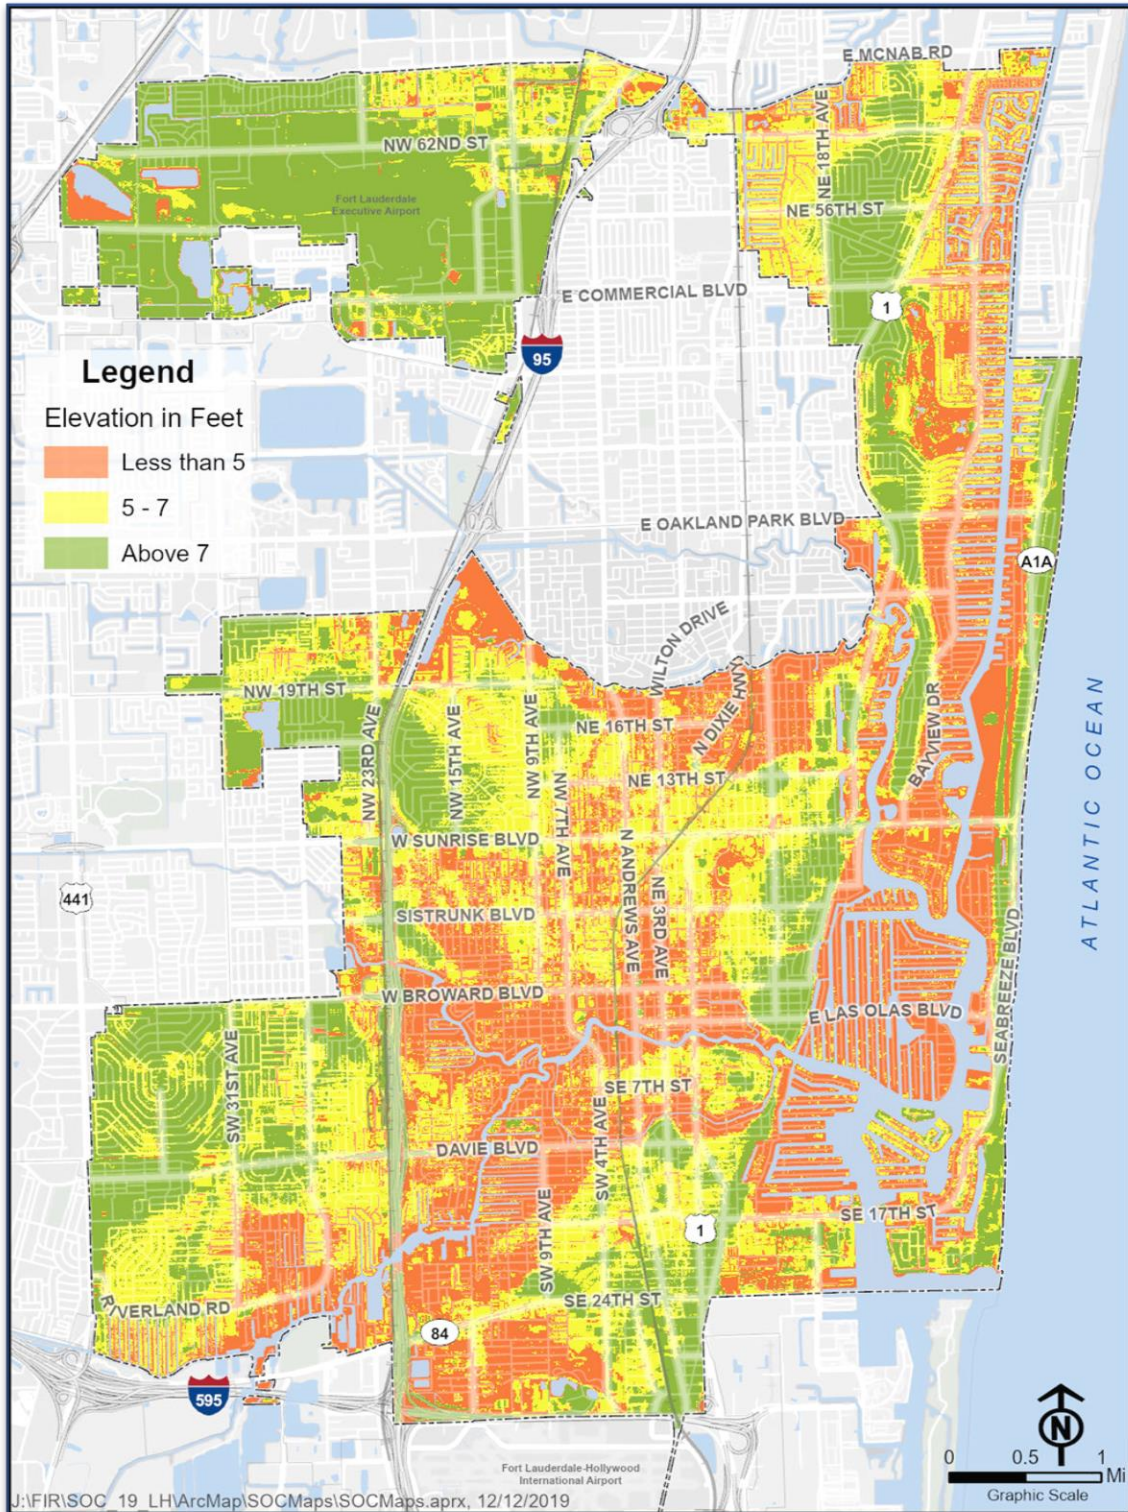 E MCNAB RD
NE 18TH AVE
NW 62ND ST
Fort Lauderdale
Executive Airport
NE 56TH ST
E COMMERCIAL BLVD
1
95
Legend
Elevation in Feet
Less than 5
5 - 7
Above 7
E OAKLAND PARK BLVD
A1A
WILTON DRIVE
N DIXIE HWY
NW 19TH ST
NW 23RD AVE
NW 15TH AVE
NW 9TH AVE
NW 7TH AVE
NE 16TH ST
NE 13TH ST
BAYVIEW DR
ATLANTIC OCEAN
W SUNRISE BLVD
N ANDREWS AVE
NE 3RD AVE
441
SISTRUNK BLVD
SEABREEZE BLVD
W BROWARD BLVD
E LAS OLAS BLVD
SW 31ST AVE
SE 7TH ST
DAVIE BLVD
SW 4TH AVE
SW 9TH AVE
SE 17TH ST
1
RIVERLAND RD
SE 24TH ST
84
595
N
0 0.5 1
Mi
Graphic Scale
Fort Lauderdale-Hollywood
International Airport
J:\FIR\SOC_19_LH\ArcMap\SOCMaps\SOCMaps.aprx, 12/12/2019